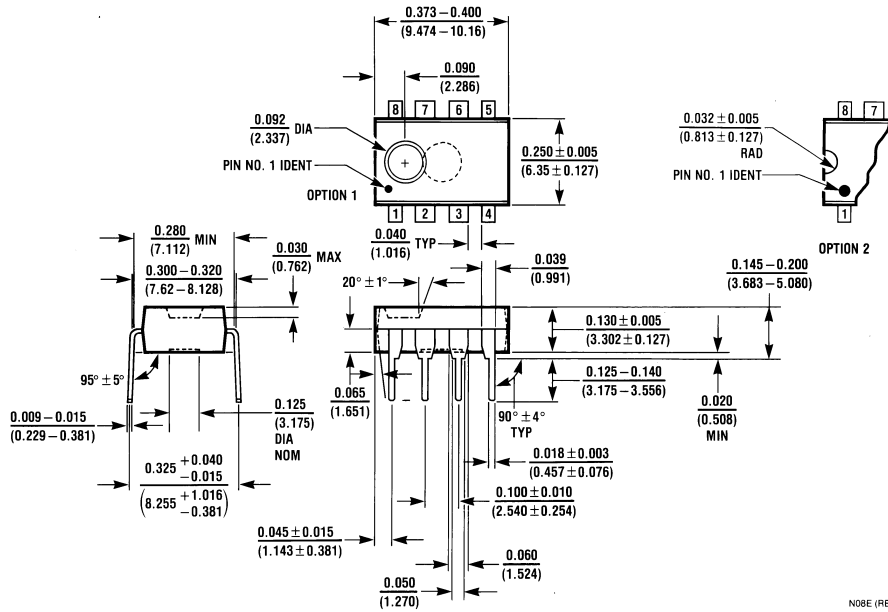 0.373–0.400
(9.474–10.16)
0.090
(2.286)
8 7 6 5
0.092 DIA
(2.337)
PIN NO. 1 IDENT
OPTION 1
1 2 3 4
0.250 ± 0.005
(6.35 ± 0.127)
0.032 ± 0.005
(0.813 ± 0.127)
RAD
PIN NO. 1 IDENT
8 7
1
OPTION 2
0.280 MIN
(7.112)
0.300–0.320
(7.62–8.128)
0.030 MAX
(0.762)
95° ± 5°
0.009–0.015
(0.229–0.381)
0.125
(3.175)
DIA
NOM
0.325 +0.040
-0.015
(8.255 +1.016
-0.381)
0.040 TYP
(1.016)
20° ± 1°
0.039
(0.991)
0.145–0.200
(3.683–5.080)
0.130 ± 0.005
(3.302 ± 0.127)
0.125–0.140
(3.175–3.556)
0.020
(0.508)
MIN
0.065
(1.651)
90° ± 4°
TYP
0.018 ± 0.003
(0.457 ± 0.076)
0.100 ± 0.010
(2.540 ± 0.254)
0.045 ± 0.015
(1.143 ± 0.381)
0.060
(1.524)
0.050
(1.270)
N08E (RE